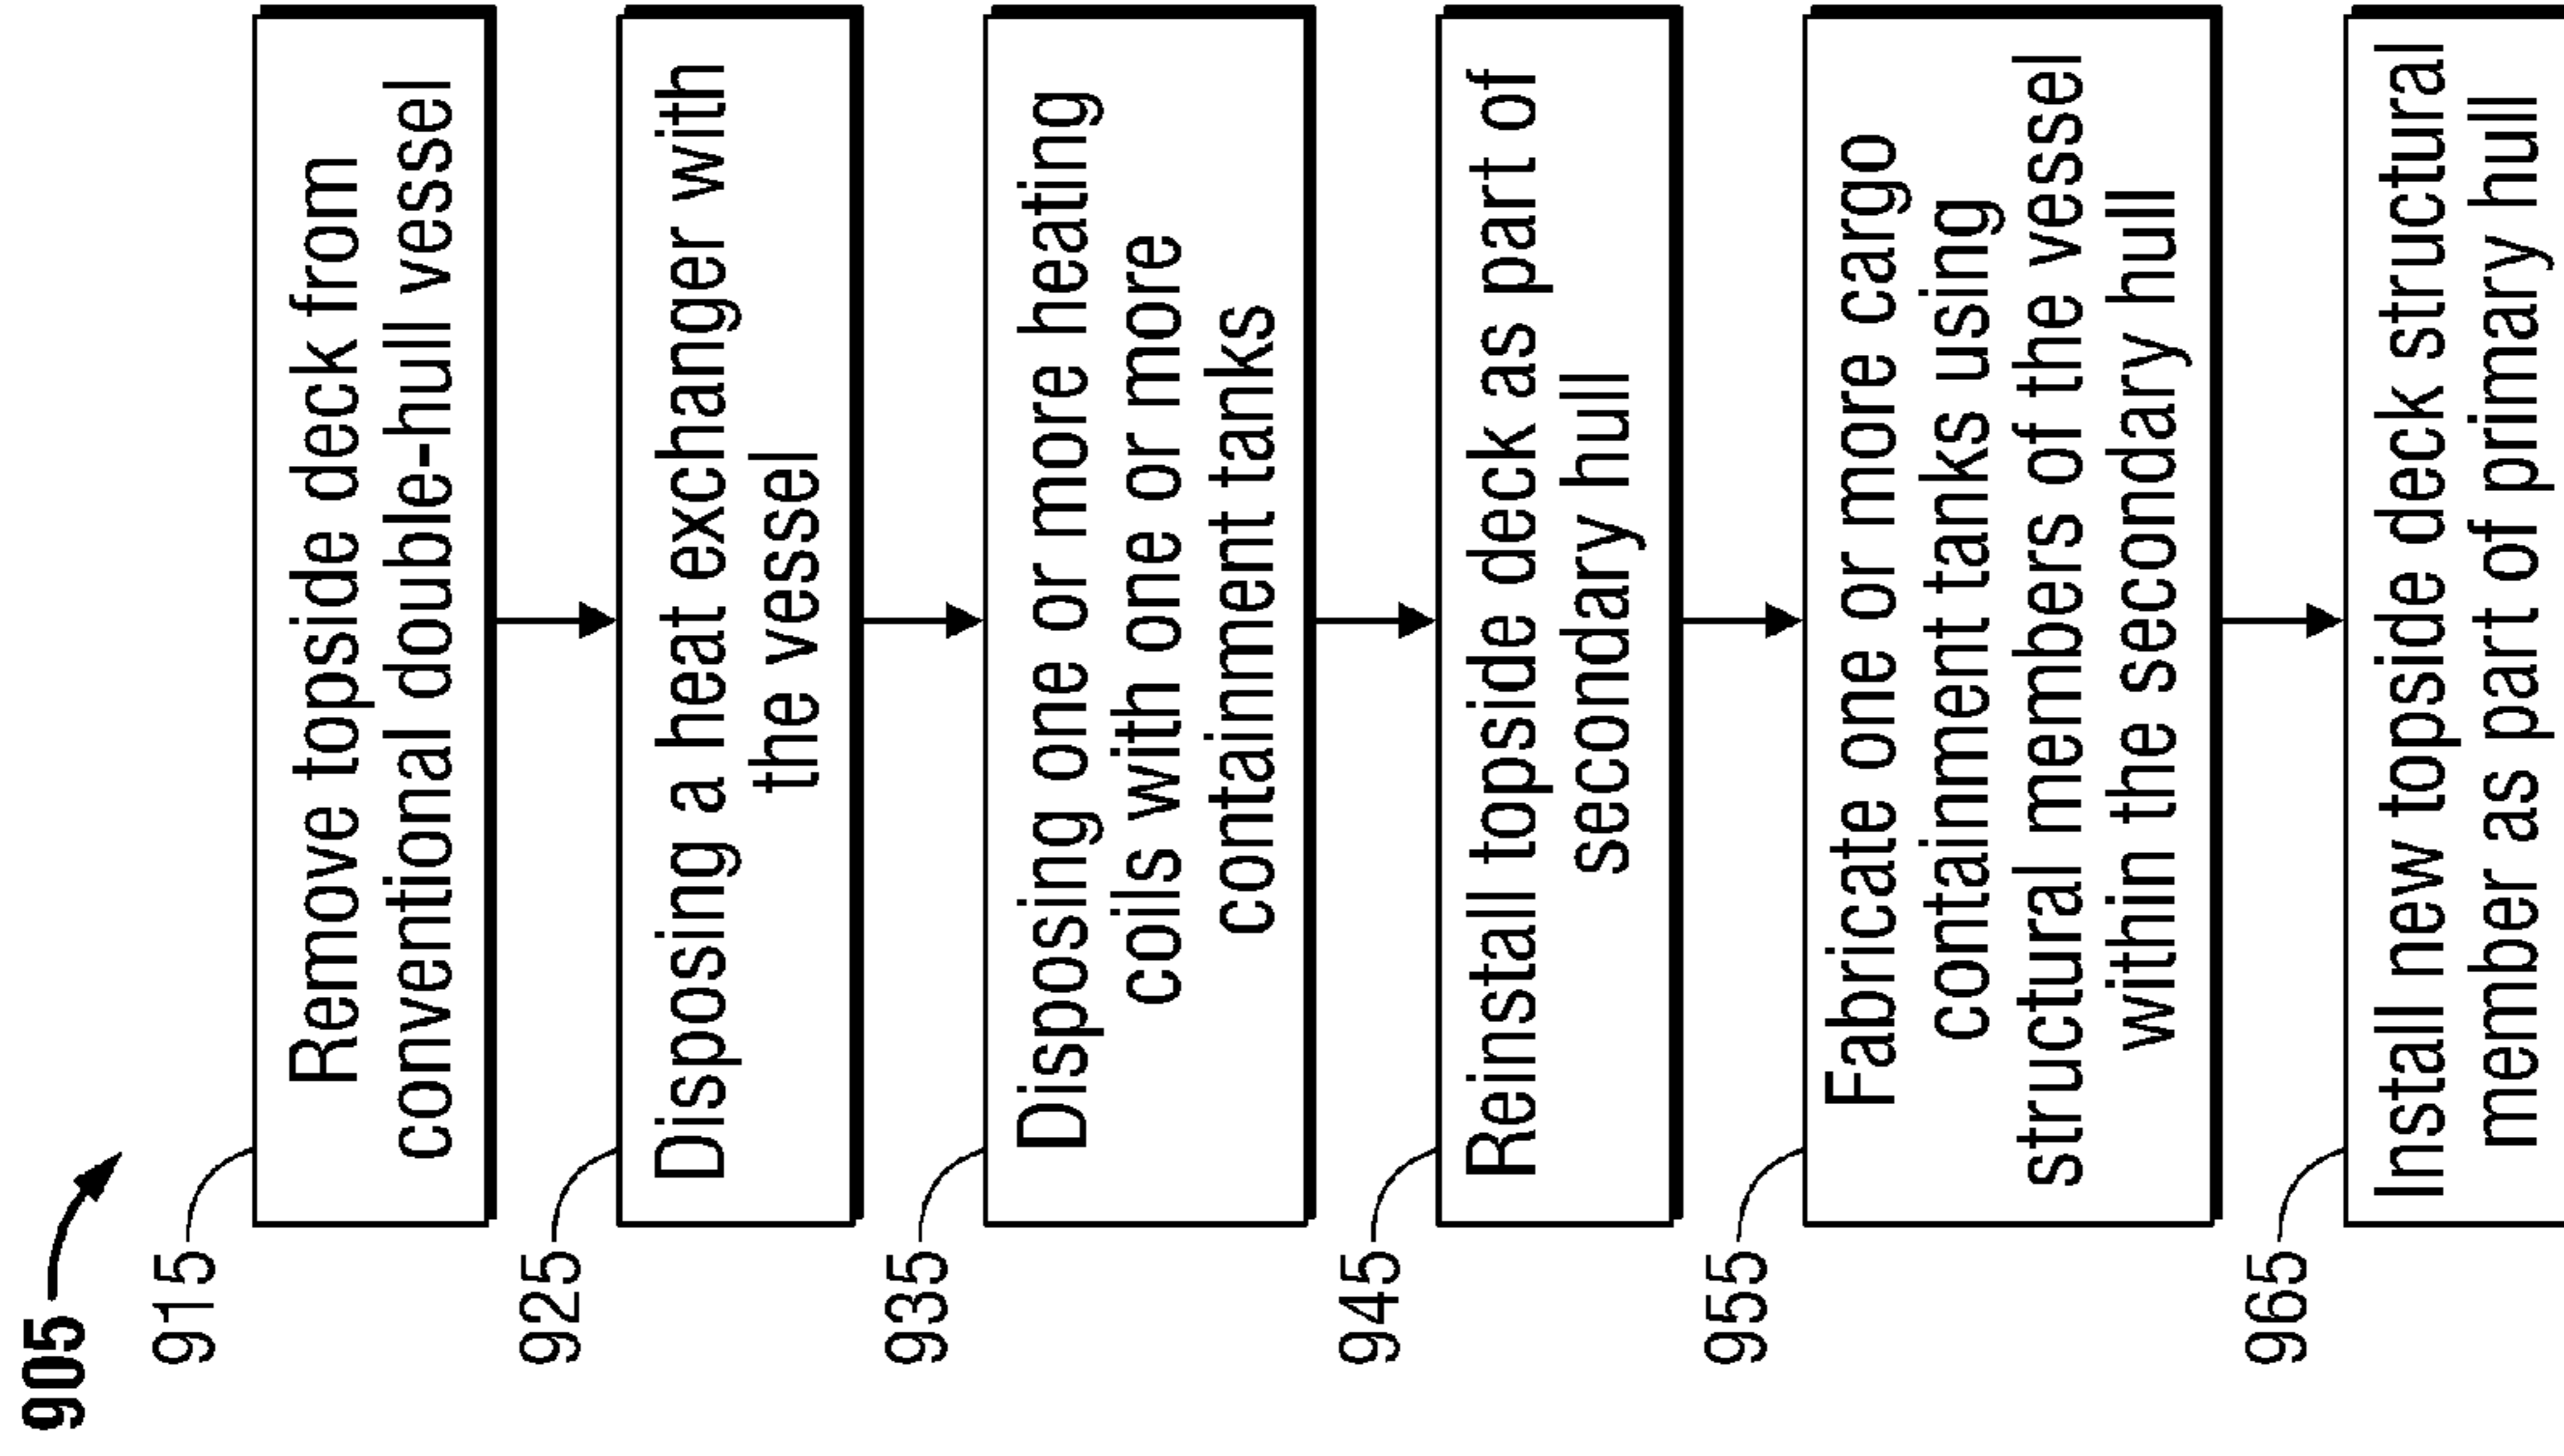 905
915
Remove topside deck from
conventional double-hull vessel
925
Disposing a heat exchanger with
the vessel
935
Disposing one or more heating
coils with one or more
containment tanks
945
Reinstall topside deck as part of
secondary hull
955
Fabricate one or more cargo
containment tanks using
structural members of the vessel
within the secondary hull
965
Install new topside deck structural
member as part of primary hull